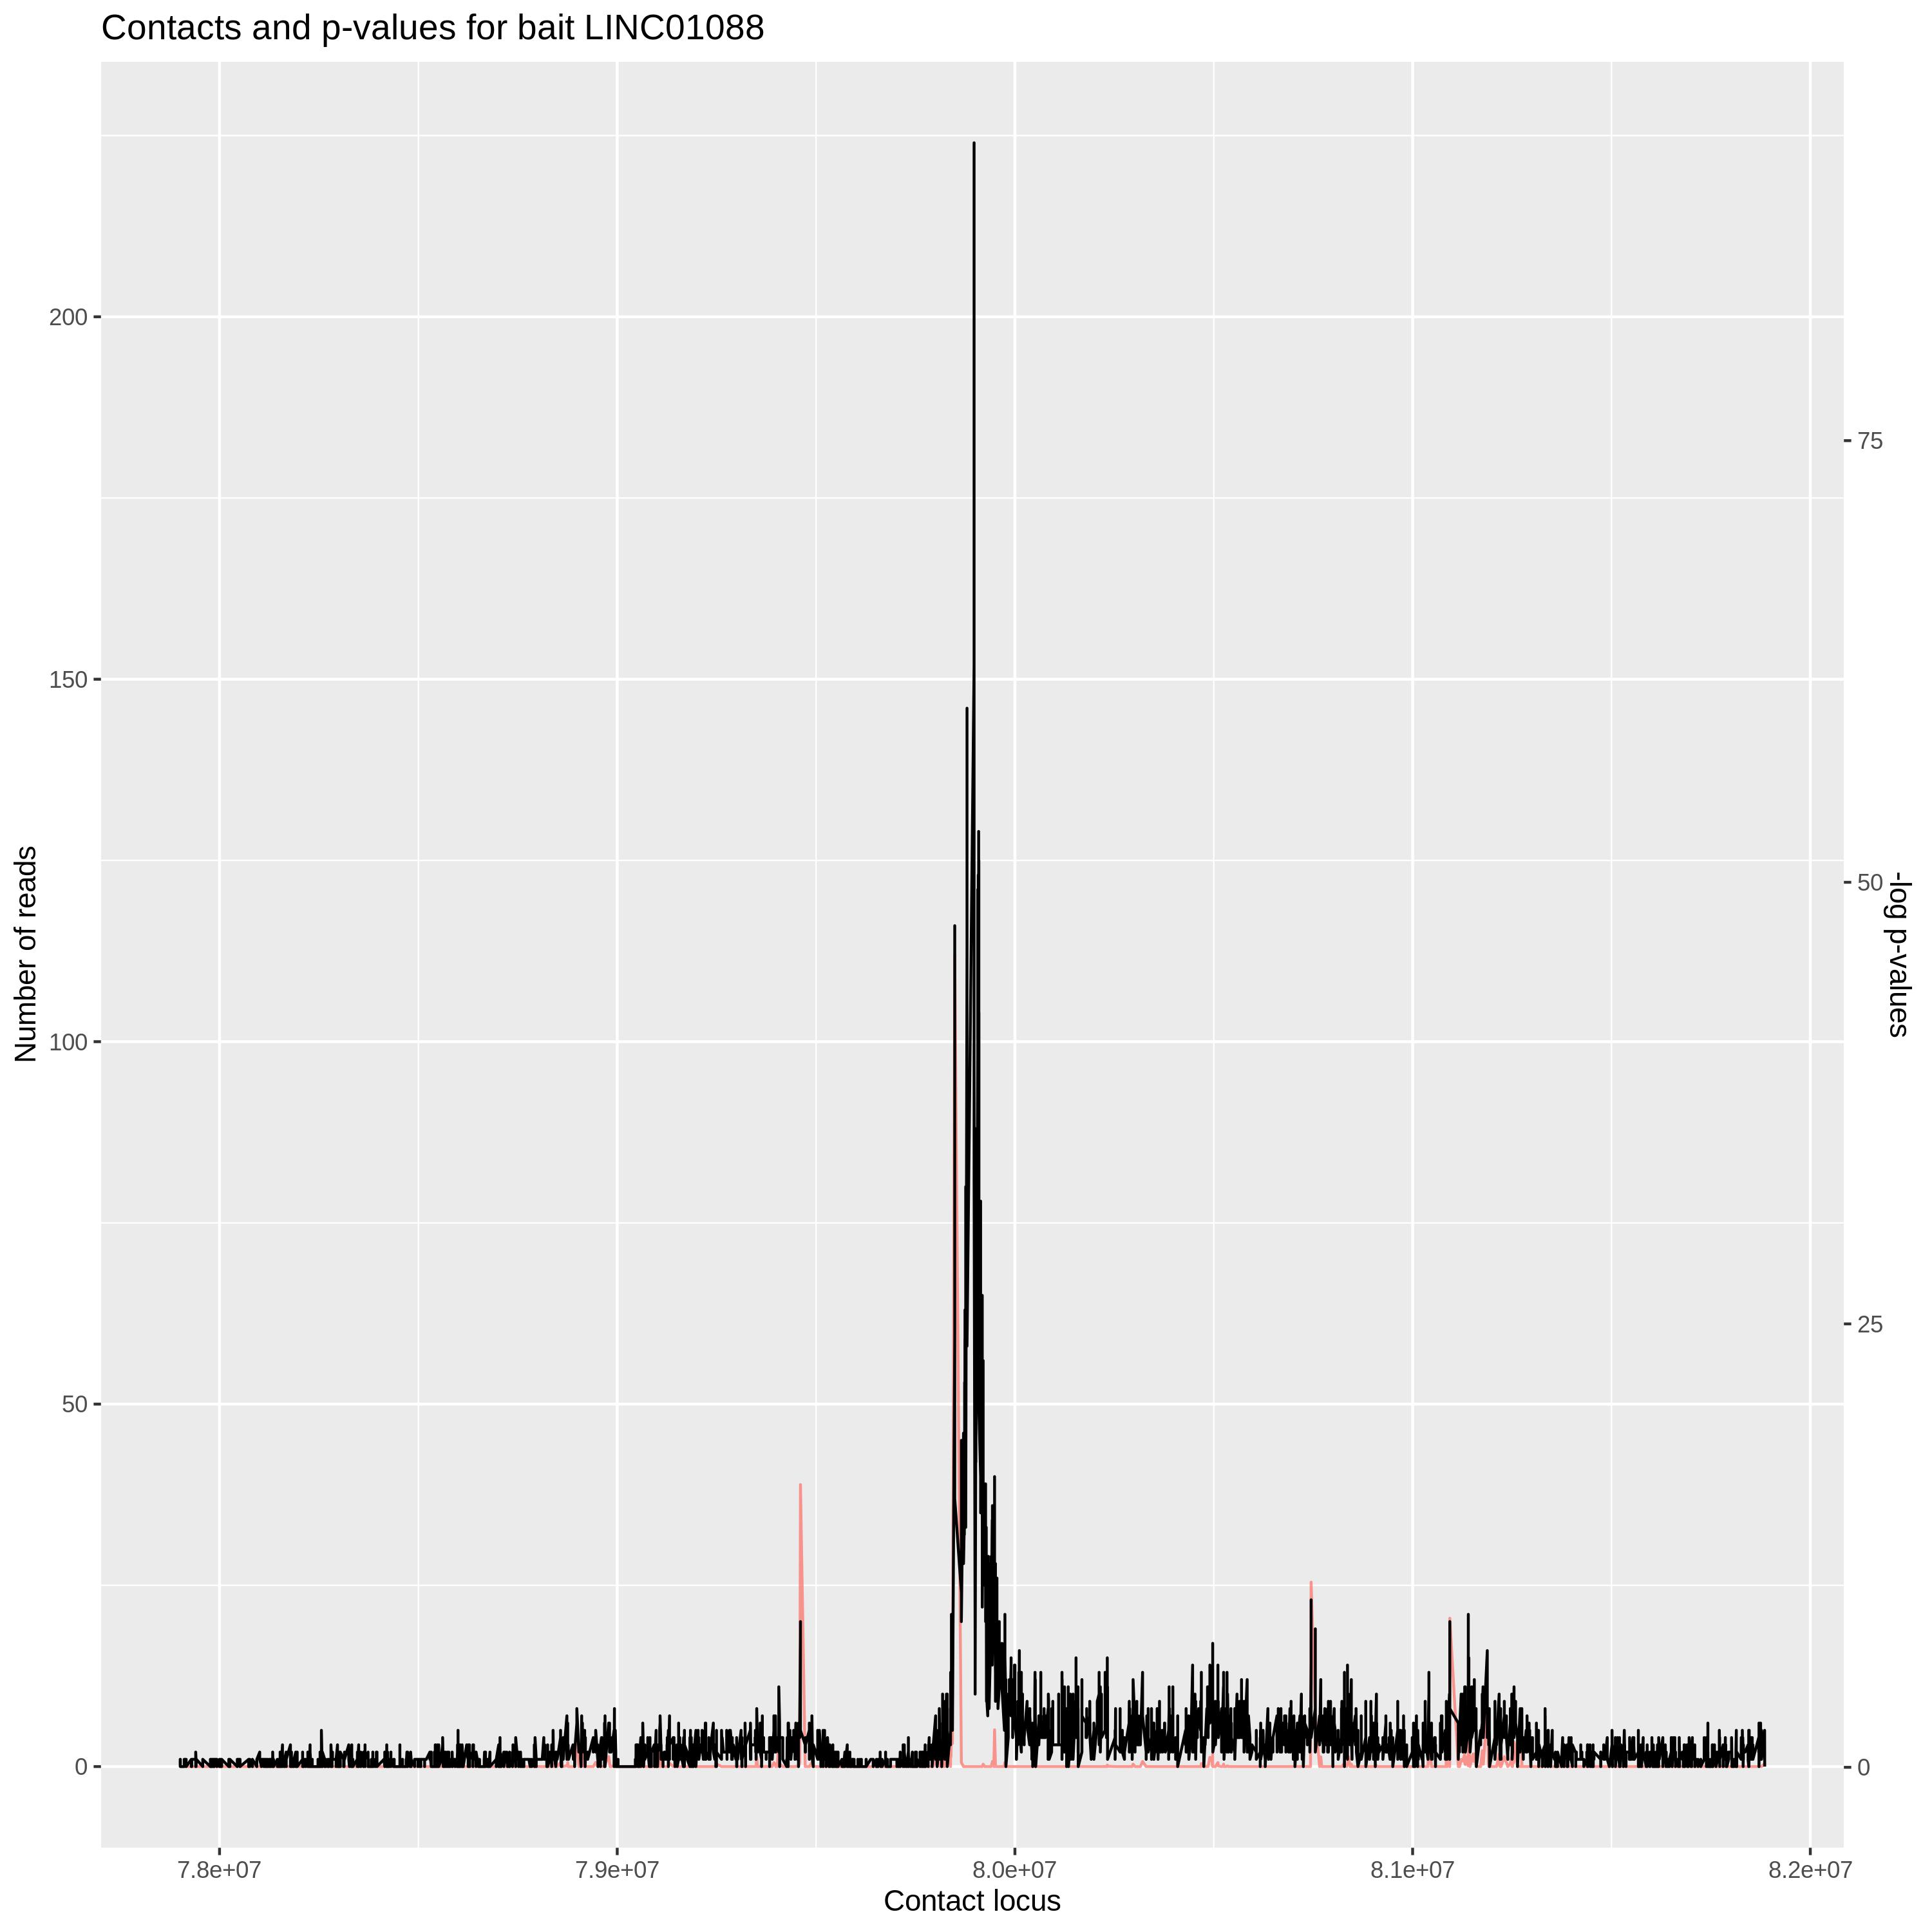 Contacts and p-values for bait LINC01088
200
150
100
50
0
Number of reads
75
50
25
0
-log p-values
7.8e+07
7.9e+07
8.0e+07
8.1e+07
8.2e+07
Contact locus